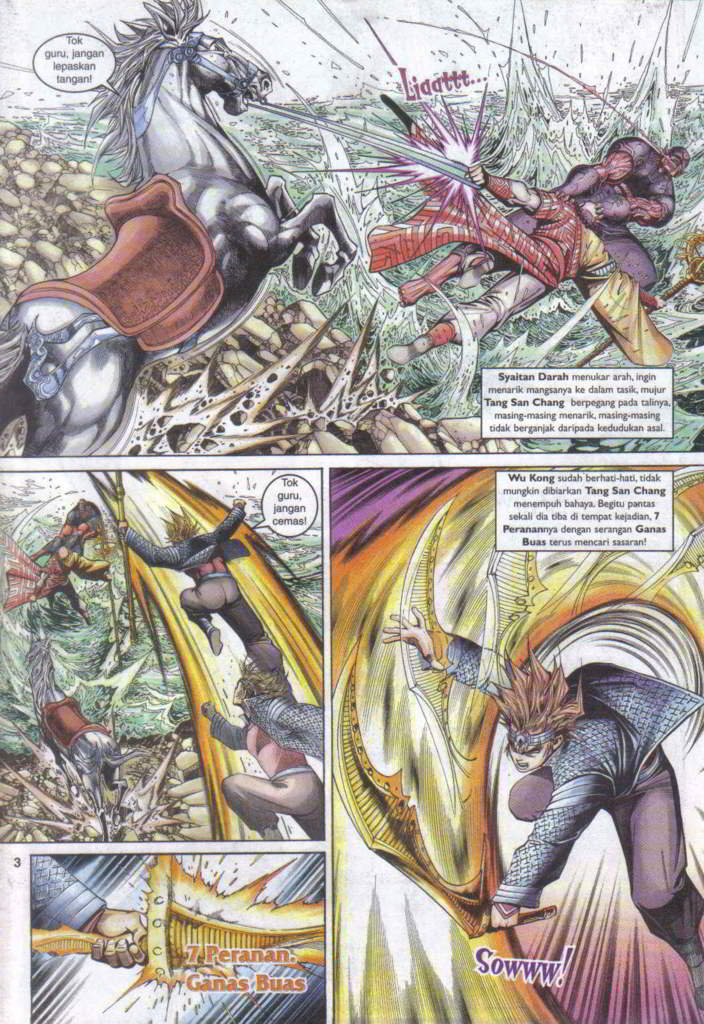 Tok
guru, jangan
lepaskan
tangan!
Liaattt...
Syaitan Darah menukar arah, ingin
menarik mangsanya ke dalam tasik, mujur
Tang San Chang berpegang pada talinya,
masing-masing menarik, masing-masing
tidak berganjak daripada kedudukan asal.
Tok
guru,
jangan
cemas!
Wu Kong sudah berhati-hati, tidak
mungkin dibiarkan Tang San Chang
menempuh bahaya. Begitu pantas
sekali dia tiba di tempat kejadian, 7
Peranannya dengan serangan Ganas
Buas terus mencari sasaran!
3
7 Peranan.
Ganas Buas
Sowww!